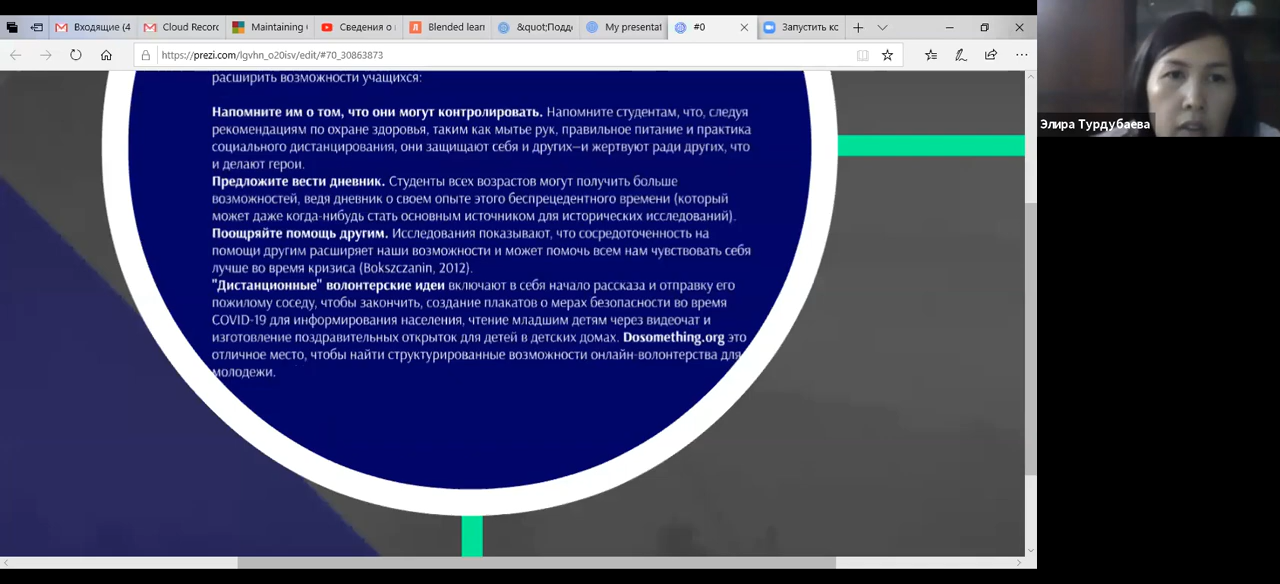 Входящие (4
Cloud Record
Maintaining
Сведения о
Blended learn
&quot;Подд
My presentat
#0
Запустить кс
https://prezi.com/lgvhn_o20isv/edit/#70_30863873
расширить возможности учащихся:
Напомните им о том, что они могут контролировать. Напомните студентам, что, следуя
рекомендациям по охране здоровья, таким как мытье рук, правильное питание и практика
социального дистанцирования, они защищают себя и других—и жертвуют ради других, что
и делают герои.
Предложите вести дневник. Студенты всех возрастов могут получить больше
возможностей, ведя дневник о своем опыте этого беспрецедентного времени (который
может даже когда-нибудь стать основным источником для исторических исследований).
Поощряйте помощь другим. Исследования показывают, что сосредоточенность на
помощи другим расширяет наши возможности и может помочь всем нам чувствовать себя
лучше во время кризиса (Bokszczanin, 2012).
"Дистанционные" волонтерские идеи включают в себя начало рассказа и отправку его
пожилому соседу, чтобы закончить, создание плакатов о мерах безопасности во время
COVID-19 для информирования населения, чтение младшим детям через видеочат и
изготовление поздравительных открыток для детей в детских домах. Dosomething.org это
отличное место, чтобы найти структурированные возможности онлайн-волонтерства для
молодежи.
Элира Турдубаева